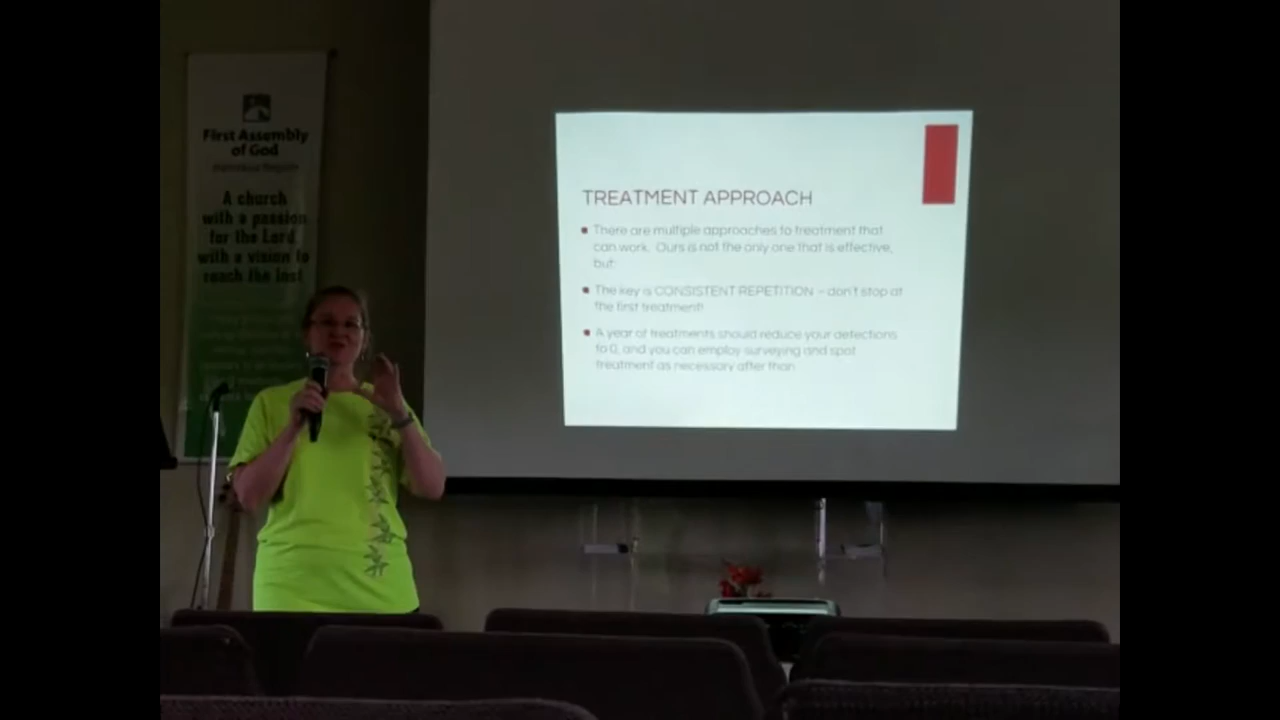 First Assembly
of God
A church
with a passion
for the Lord
with a vision to
reach the lost
TREATMENT APPROACH
There are multiple approaches to treatment that
can work. Ours is not the only one that is effective,
but:
The key is CONSISTENT REPETITION – don't stop at
the first treatment!
A year of treatments should reduce your detections
to 0, and you can employ surveying and spot
treatment as necessary after than